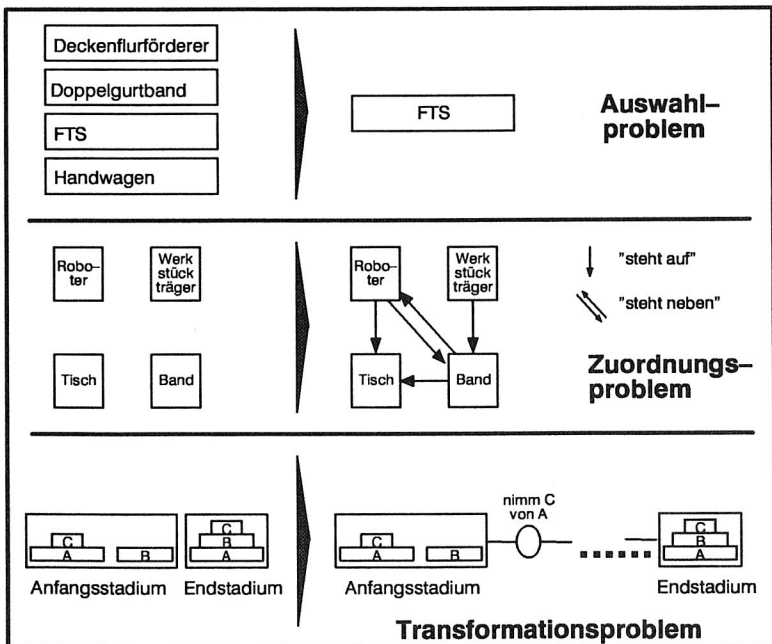 Deckenflurförderer
Doppelgurtband
FTS
Handwagen
FTS
Auswahl–
problem
Robo–
ter
Werk
stück
träger
Tisch
Band
Robo–
ter
Werk
stück
träger
Tisch
Band
"steht auf"
"steht neben"
Zuordnungs–
problem
C
A
B
Anfangsstadium
C
B
A
Endstadium
C
A
B
Anfangsstadium
nimm C
von A
C
B
A
Endstadium
Transformationsproblem